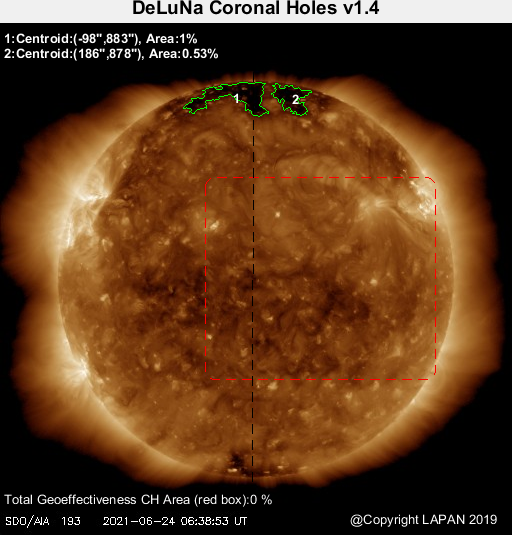 DeLuNa Coronal Holes v1.4
1:Centroid:(-98",883"), Area:1%
2:Centroid:(186",878"), Area:0.53%
1 2
Total Geoeffectiveness CH Area (red box):0 %
SDO/AIA 193 2021-06-24 06:38:53 UT
@Copyright LAPAN 2019